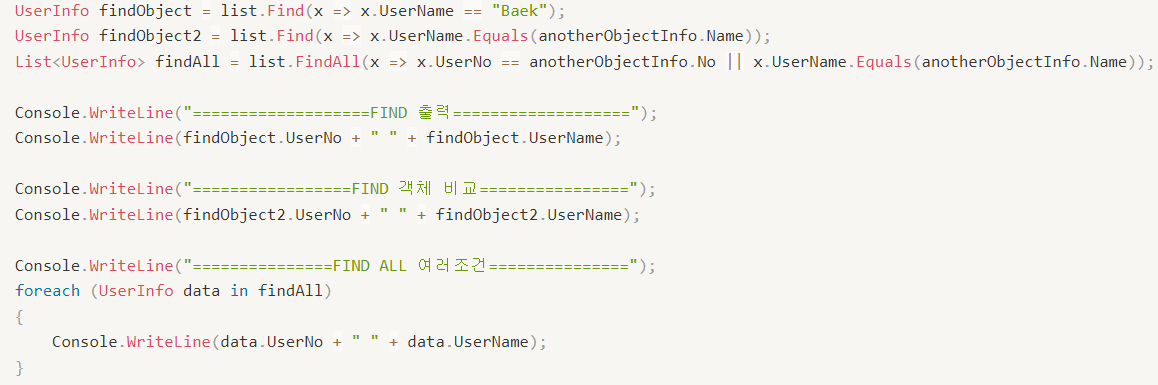 UserInfo findObject = list.Find(x => x.UserName == "Baek");
UserInfo findObject2 = list.Find(x => x.UserName.Equals(anotherObjectInfo.Name));
List<UserInfo> findAll = list.FindAll(x => x.UserNo == anotherObjectInfo.No || x.UserName.Equals(anotherObjectInfo.Name));
Console.WriteLine("===================FIND 출력===================");
Console.WriteLine(findObject.UserNo + " " + findObject.UserName);
Console.WriteLine("=================FIND 객체 비교================");
Console.WriteLine(findObject2.UserNo + " " + findObject2.UserName);
Console.WriteLine("===============FIND ALL 여러조건===============");
foreach (UserInfo data in findAll)
{
    Console.WriteLine(data.UserNo + " " + data.UserName);
}